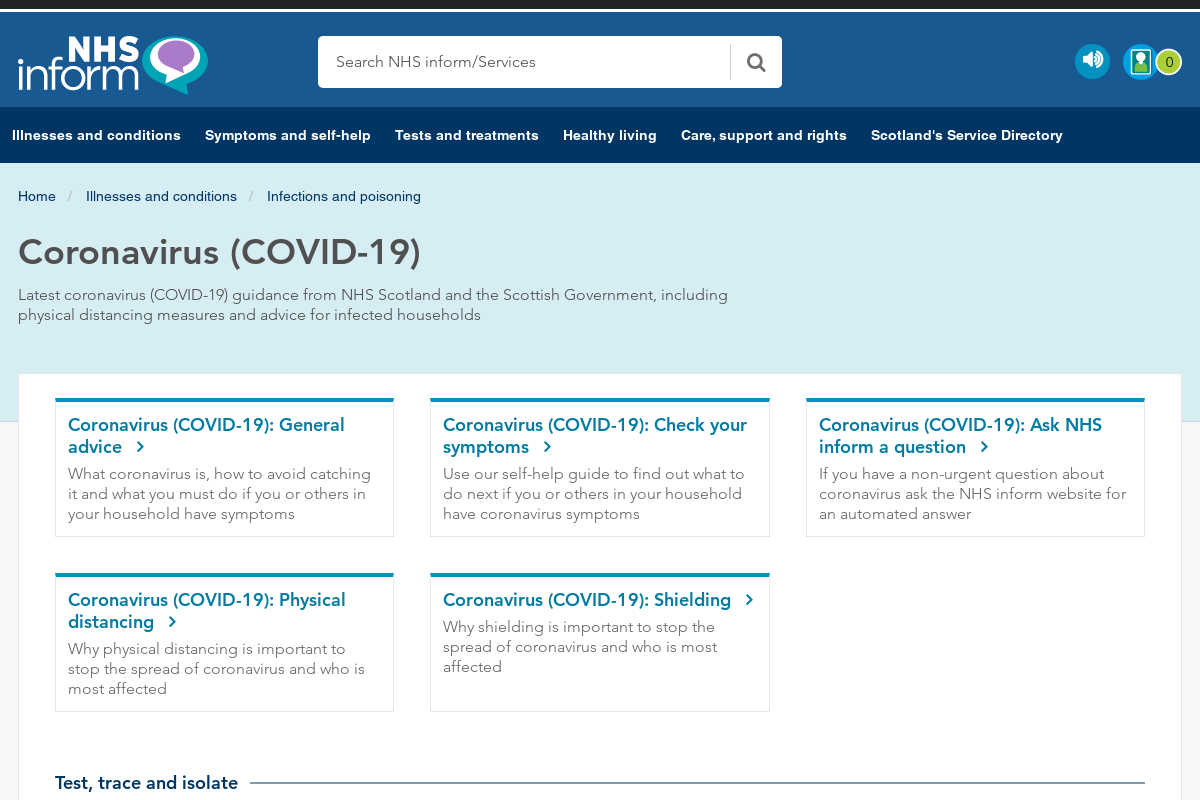 NHS
inform
Search NHS inform/Services
0
Illnesses and conditions
Symptoms and self-help
Tests and treatments
Healthy living
Care, support and rights
Scotland's Service Directory
Home / Illnesses and conditions / Infections and poisoning
Coronavirus (COVID-19)
Latest coronavirus (COVID-19) guidance from NHS Scotland and the Scottish Government, including
physical distancing measures and advice for infected households
Coronavirus (COVID-19): General
advice
What coronavirus is, how to avoid catching
it and what you must do if you or others in
your household have symptoms
Coronavirus (COVID-19): Check your
symptoms
Use our self-help guide to find out what to
do next if you or others in your household
have coronavirus symptoms
Coronavirus (COVID-19): Ask NHS
inform a question
If you have a non-urgent question about
coronavirus ask the NHS inform website for
an automated answer
Coronavirus (COVID-19): Physical
distancing
Why physical distancing is important to
stop the spread of coronavirus and who is
most affected
Coronavirus (COVID-19): Shielding
Why shielding is important to stop the
spread of coronavirus and who is most
affected
Test, trace and isolate